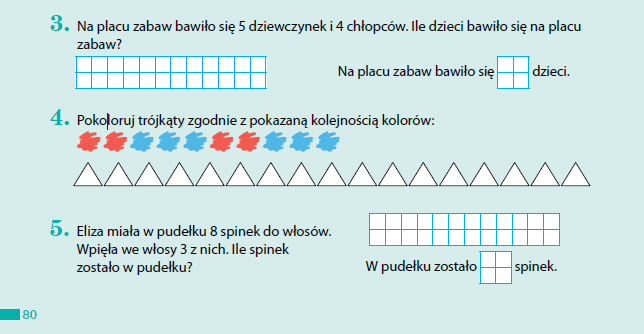 3. Na placu zabaw bawiło się 5 dziewczynek i 4 chłopców. Ile dzieci bawiło się na placu
zabaw?
Na placu zabaw bawiło się dzieci.
4. Pokoloruj trójkąty zgodnie z pokazaną kolejnością kolorów:
5. Eliza miała w pudełku 8 spinek do włosów.
Wpięła we włosy 3 z nich. Ile spinek
zostało w pudełku?
W pudełku zostało spinek.
80